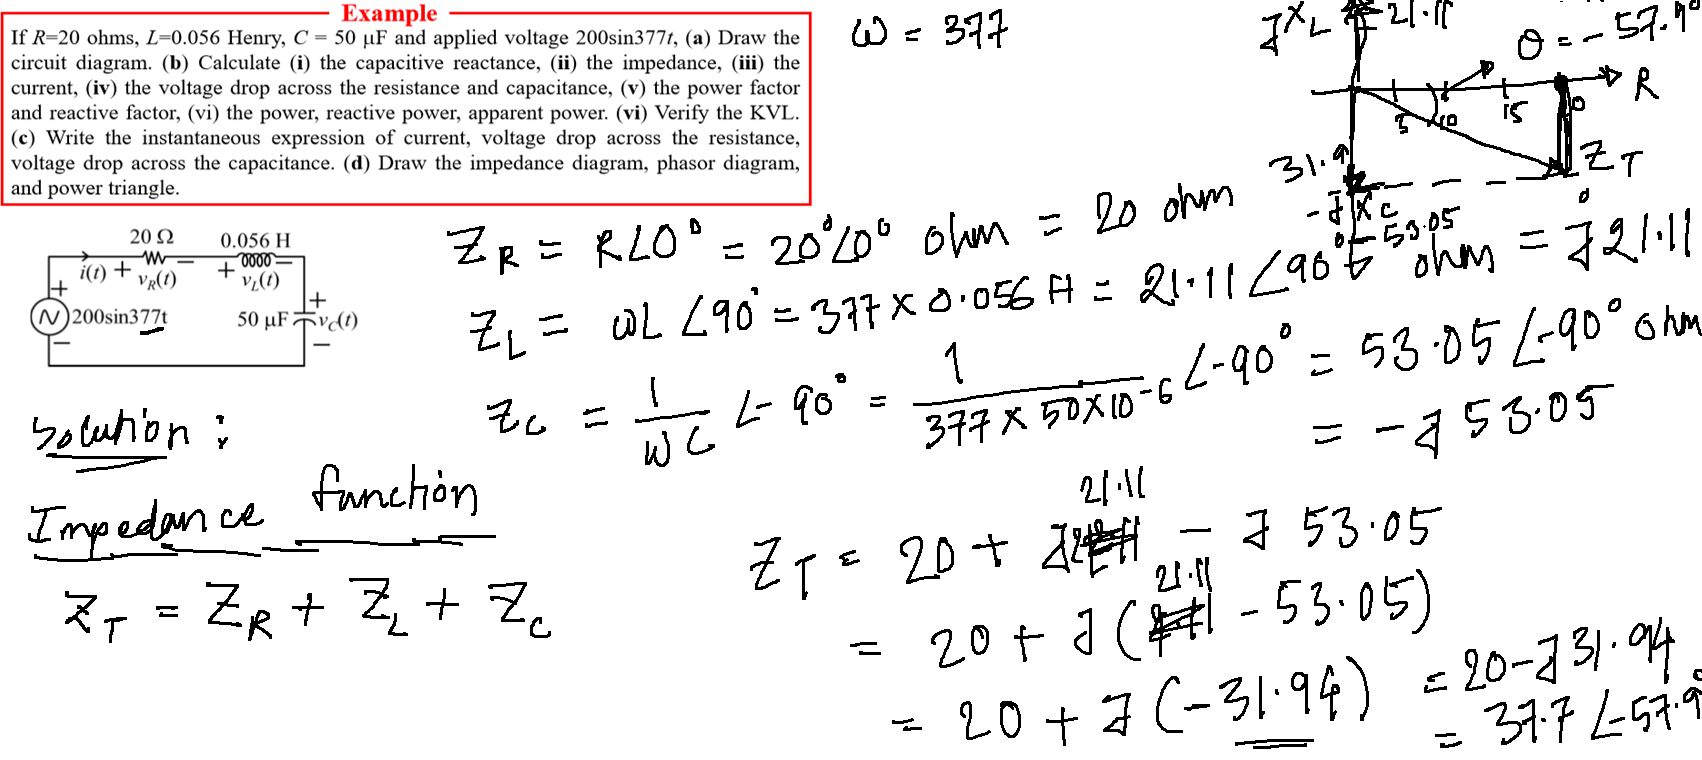 Example
If R=20 ohms, L=0.056 Henry, C = 50 μF and applied voltage 200sin377t, (a) Draw the
circuit diagram. (b) Calculate (i) the capacitive reactance, (ii) the impedance, (iii) the
current, (iv) the voltage drop across the resistance and capacitance, (v) the power factor
and reactive factor, (vi) the power, reactive power, apparent power. (vi) Verify the KVL.
(c) Write the instantaneous expression of current, voltage drop across the resistance,
voltage drop across the capacitance. (d) Draw the impedance diagram, phasor diagram,
and power triangle.
ω = 377
JXL 21.11
θ = -57.9°
R
5 10 15
ZT
31.9
-JXC
53.05
20 Ω 0.056 H
i(t) + vR(t) − + vL(t) −
+
200sin377t
−
50 μF + vC(t) −
ZR = R∠0° = 20°∠0° ohm = 20 ohm
ZL = ωL ∠90° = 377 × 0.056 H = 21.11 ∠90° ohm = J21.11
ZC = 1/ωC ∠-90° = 1/377 × 50×10-6 ∠-90° = 53.05 ∠-90° ohm
= -J 53.05
Solution :
Impedance function
ZT = ZR + ZL + ZC
ZT = 20 + J 21.11 − J 53.05
= 20 + J ( 21.11 - 53.05)
= 20 + J (-31.94) = 20-J31.94
= 37.7 ∠-57.9°